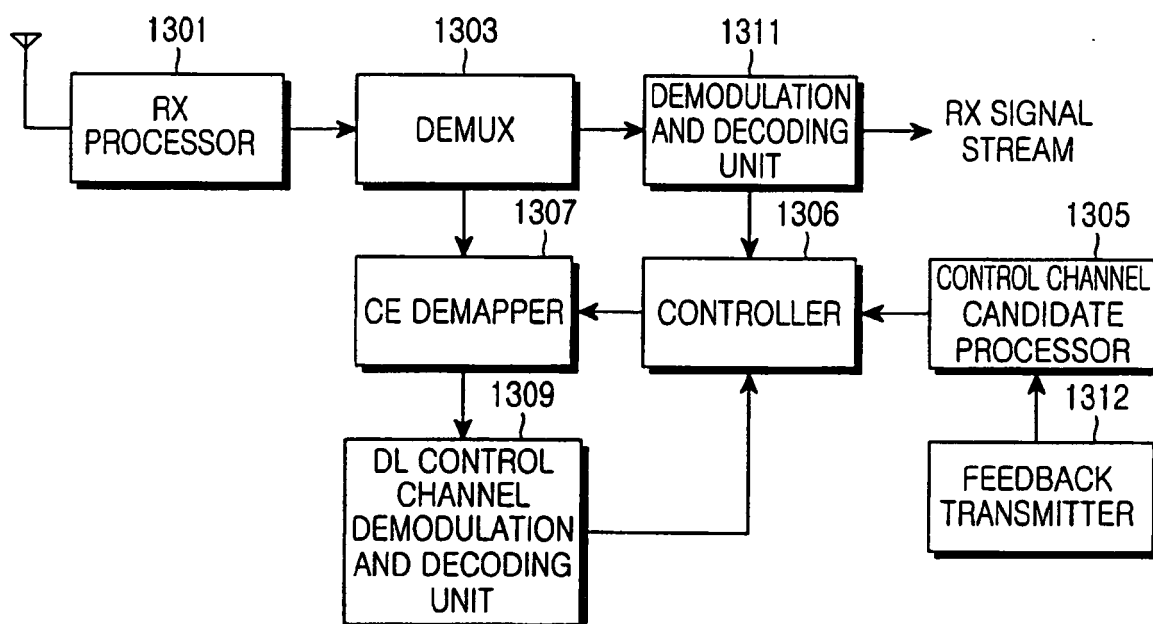 1301
1303
1311
RX
PROCESSOR
DEMUX
DEMODULATION
AND DECODING
UNIT
RX SIGNAL
STREAM
1307
1306
1305
CE DEMAPPER
CONTROLLER
CONTROL CHANNEL
CANDIDATE
PROCESSOR
1309
1312
DL CONTROL
CHANNEL
DEMODULATION
AND DECODING
UNIT
FEEDBACK
TRANSMITTER